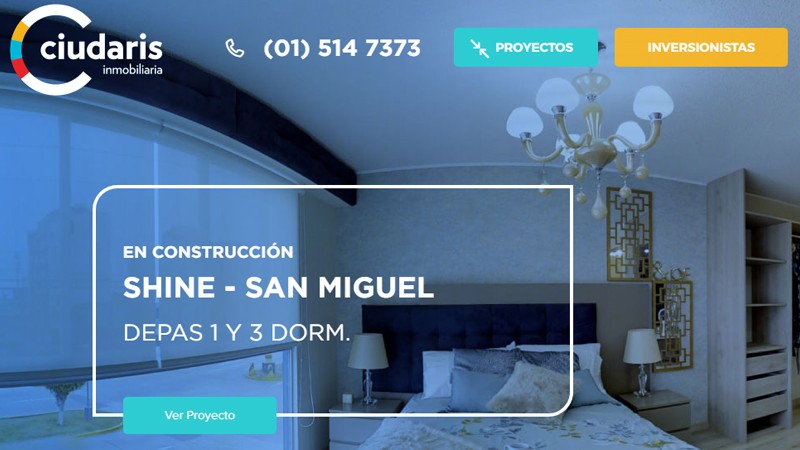 ciudaris
inmobiliaria
(01) 514 7373
PROYECTOS
INVERSIONISTAS
EN CONSTRUCCIÓN
SHINE - SAN MIGUEL
DEPAS 1 Y 3 DORM.
Ver Proyecto